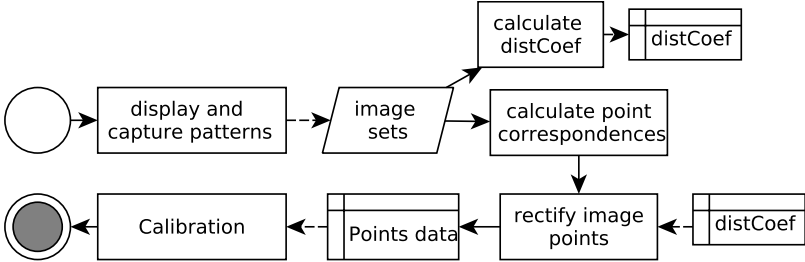 calculate
distCoef
distCoef
display and
capture patterns
image
sets
calculate point
correspondences
Calibration
Points data
rectify image
points
distCoef